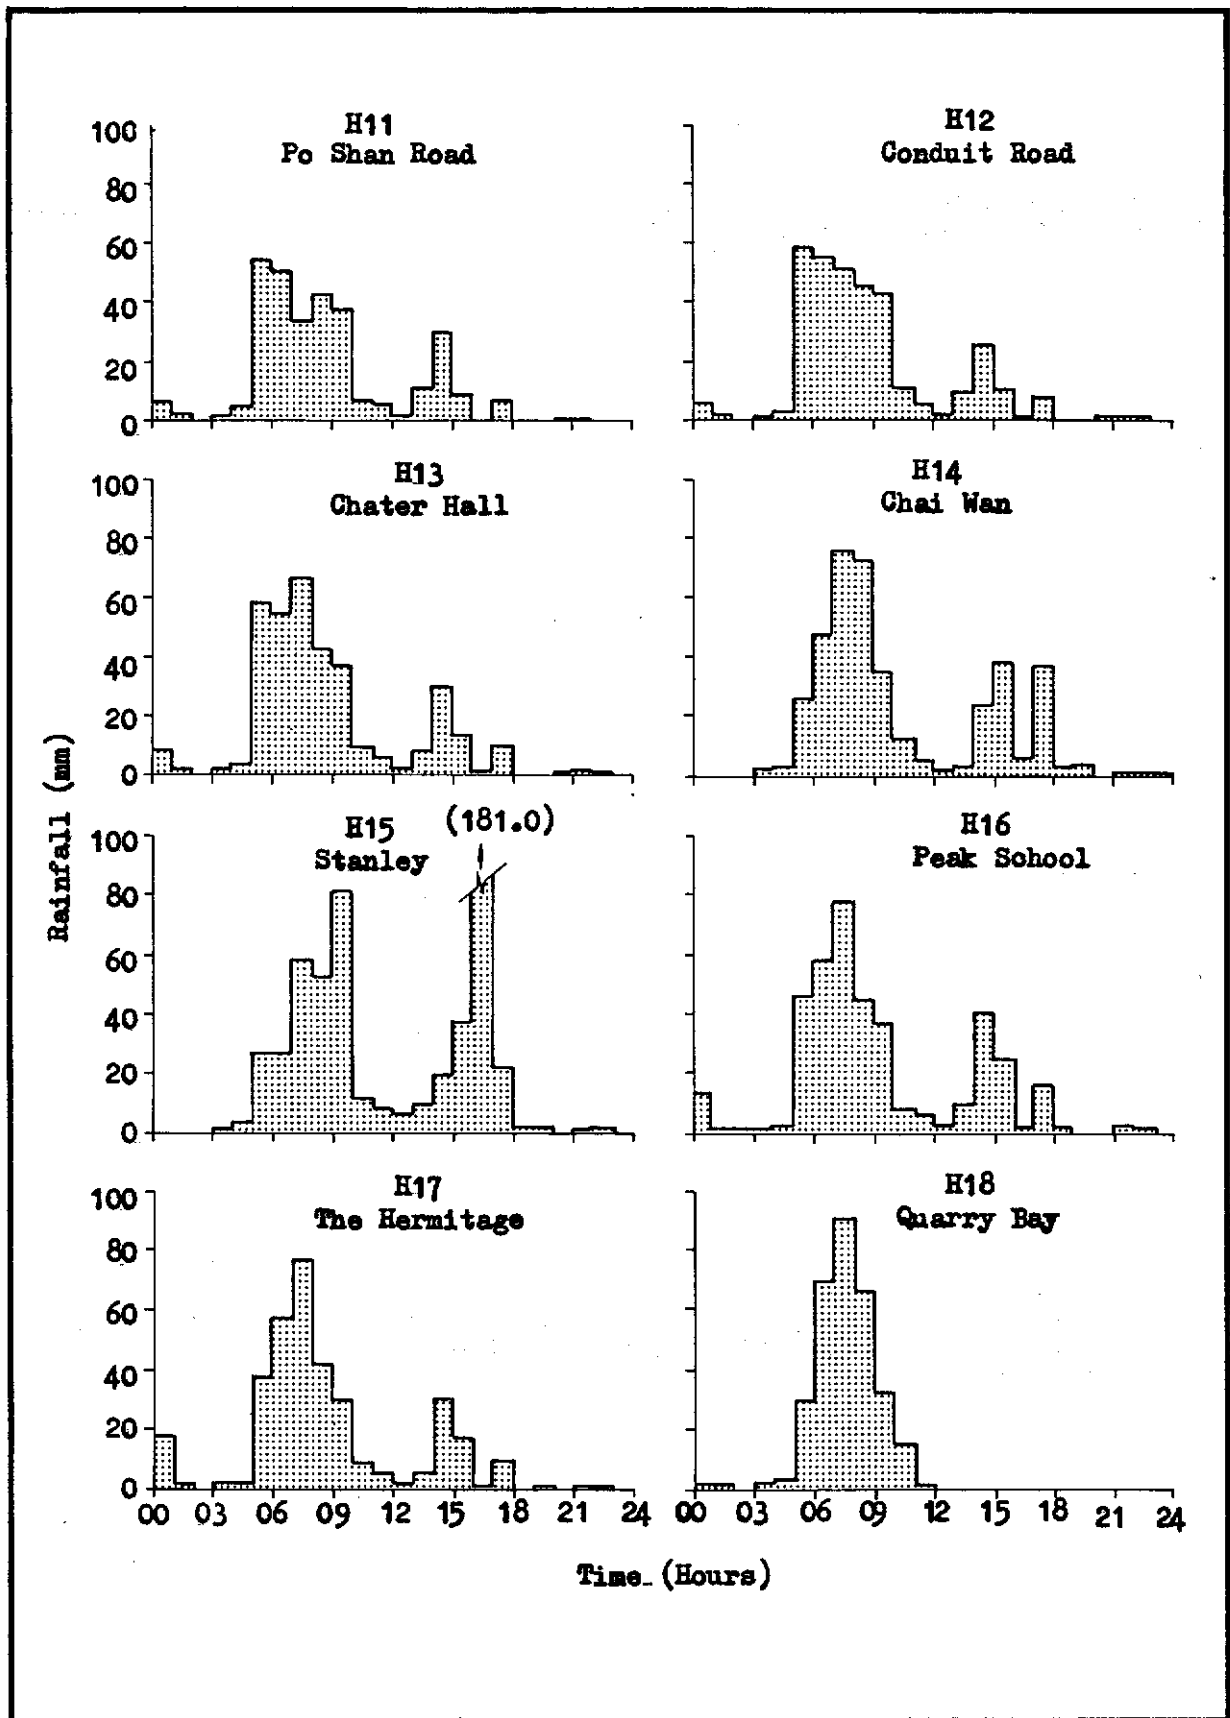 H11
Po Shan Road
H12
Conduit Road
100
80
60
40
20
0
H13
Chater Hall
H14
Chai Wan
100
80
60
40
20
0
H15
Stanley
(181.0)
H16
Peak School
100
80
60
40
20
0
H17
The Hermitage
H18
Quarry Bay
100
80
60
40
20
0
00 03 06 09 12 15 18 21 24
00 03 06 09 12 15 18 21 24
Rainfall (mm)
Time (Hours)